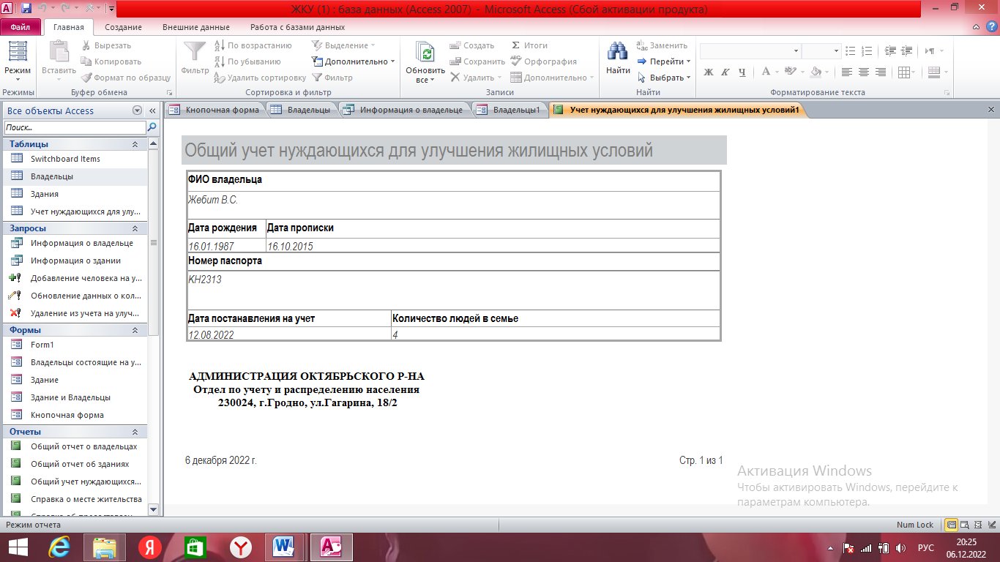 ЖКУ (1) : база данных (Access 2007) - Microsoft Access (Сбой активации продукта)
Файл Главная Создание Внешние данные Работа с базами данных
Режим
Режимы
Вставить
Вырезать
Копировать
Формат по образцу
Буфер обмена
Фильтр
По возрастанию
По убыванию
Удалить сортировку
Выделение
Дополнительно
Фильтр
Сортировка и фильтр
Обновить
все
Создать
Сохранить
Удалить
Итоги
Орфография
Дополнительно
Записи
Найти
Заменить
Перейти
Выбрать
Найти
Ж К Ч А
Форматирование текста
Все объекты Access
Поиск...
Таблицы
Switchboard Items
Владельцы
Здания
Учет нуждающихся для улу...
Запросы
Информация о владельце
Информация о здании
Добавление человека на у...
Обновление данных о кол...
Удаление из учета на улуч...
Формы
Form1
Владельцы состоящие на у...
Здание
Здание и Владельцы
Кнопочная форма
Отчеты
Общий отчет о владельцах
Общий отчет об зданиях
Общий учет нуждающихся...
Справка о месте жительства
Кнопочная форма Владельцы Информация о владельце Владельцы1 Учет нуждающихся для улучшения жилищных условий1
Общий учет нуждающихся для улучшения жилищных условий
ФИО владельца
Жебит В.С.
Дата рождения Дата прописки
16.01.1987 16.10.2015
Номер паспорта
КН2313
Дата постанавления на учет Количество людей в семье
12.08.2022 4
АДМИНИСТРАЦИЯ ОКТЯБРЬСКОГО Р-НА
Отдел по учету и распределению населения
230024, г.Гродно, ул.Гагарина, 18/2
6 декабря 2022 г. Стр. 1 из 1
Активация Windows
Чтобы активировать Windows, перейдите к
параметрам компьютера.
Режим отчета Num Lock
РУС
20:25
06.12.2022